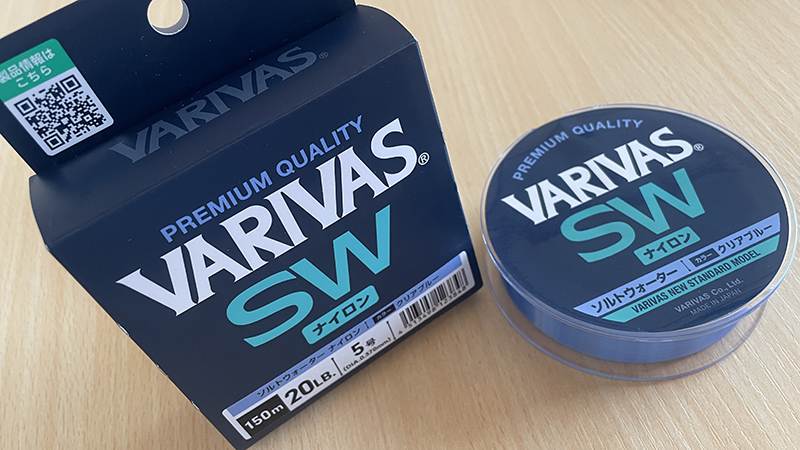 製品情報は
こちら
VARIVAS®
PREMIUM QUALITY
VARIVAS®
SW
ナイロン
ソルトウォーター ナイロン カラー クリアブルー
150m 20LB. 5号
(DIA.0.370mm)
PREMIUM QUALITY
VARIVAS®
SW
ナイロン
ソルトウォーター カラー クリアブルー
VARIVAS NEW STANDARD MODEL
VARIVAS Co., Ltd.
MADE IN JAPAN